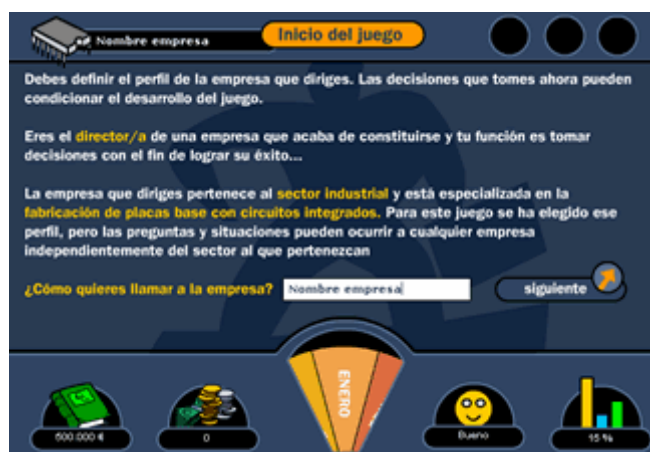 Nombre empresa
Inicio del juego
Debes definir el perfil de la empresa que diriges. Las decisiones que tomes ahora pueden
condicionar el desarrollo del juego.
Eres el director/a de una empresa que acaba de constituirse y tu función es tomar
decisiones con el fin de lograr su éxito...
La empresa que diriges pertenece al sector industrial y está especializada en la
fabricación de placas base con circuitos integrados. Para este juego se ha elegido ese
perfil, pero las preguntas y situaciones pueden ocurrir a cualquier empresa
independientemente del sector al que pertenezcan
¿Cómo quieres llamar a la empresa?
Nombre empresa
siguiente
ENERO
600.000 €
0
Bueno
15 %